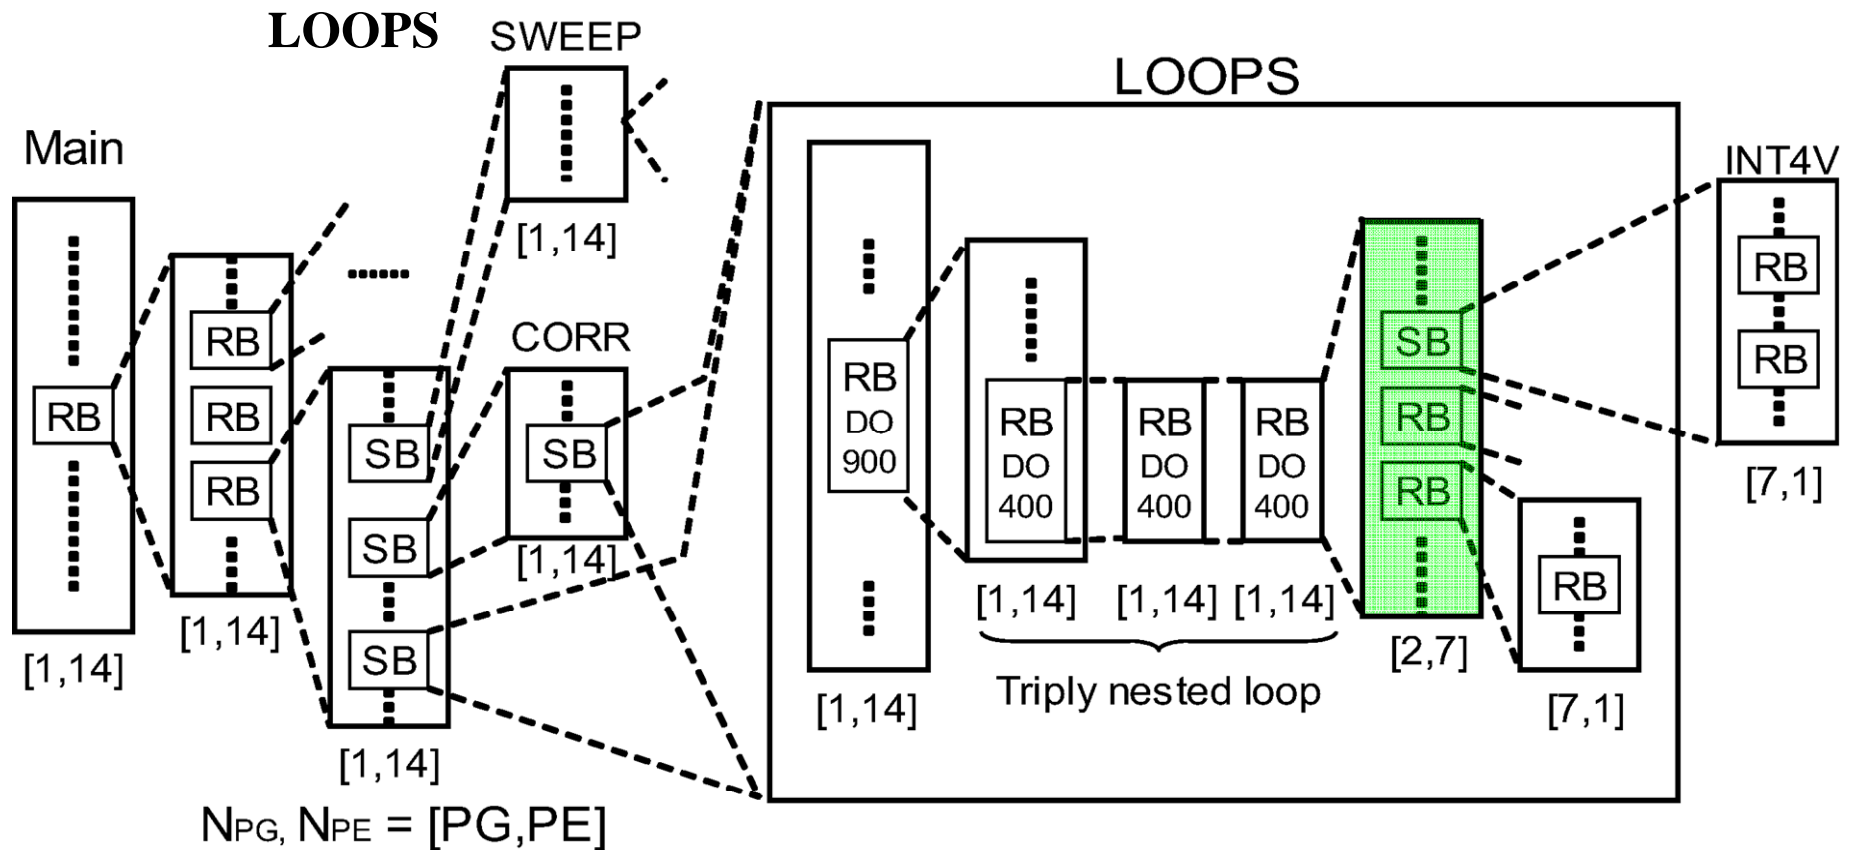 LOOPS
SWEEP
[1,14]
Main
RB
[1,14]
RB
RB
RB
[1,14]
SB
SB
SB
[1,14]
CORR
SB
[1,14]
NPG, NPE = [PG,PE]
LOOPS
RB
DO
900
[1,14]
RB
DO
400
[1,14]
RB
DO
400
[1,14]
RB
DO
400
[1,14]
Triply nested loop
SB
RB
RB
[2,7]
RB
[7,1]
INT4V
RB
RB
[7,1]